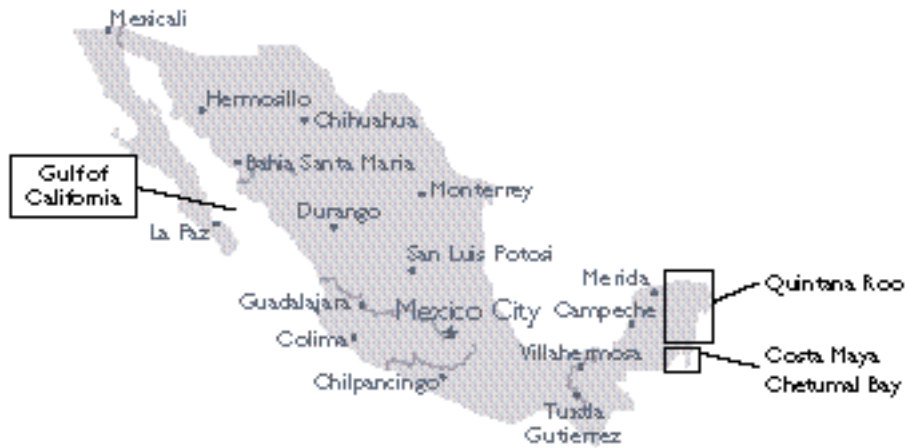 Mexicali
Hermosillo
Chihuahua
Bahia Santa Maria
Gulf of
California
Monterrey
Durango
La Paz
San Luis Potosi
Merida
Quintana Roo
Guadalajara
Mexico City
Campeche
Colima
Villahermosa
Costa Maya
Chetumal Bay
Chilpancingo
Tuxtla
Gutierrez